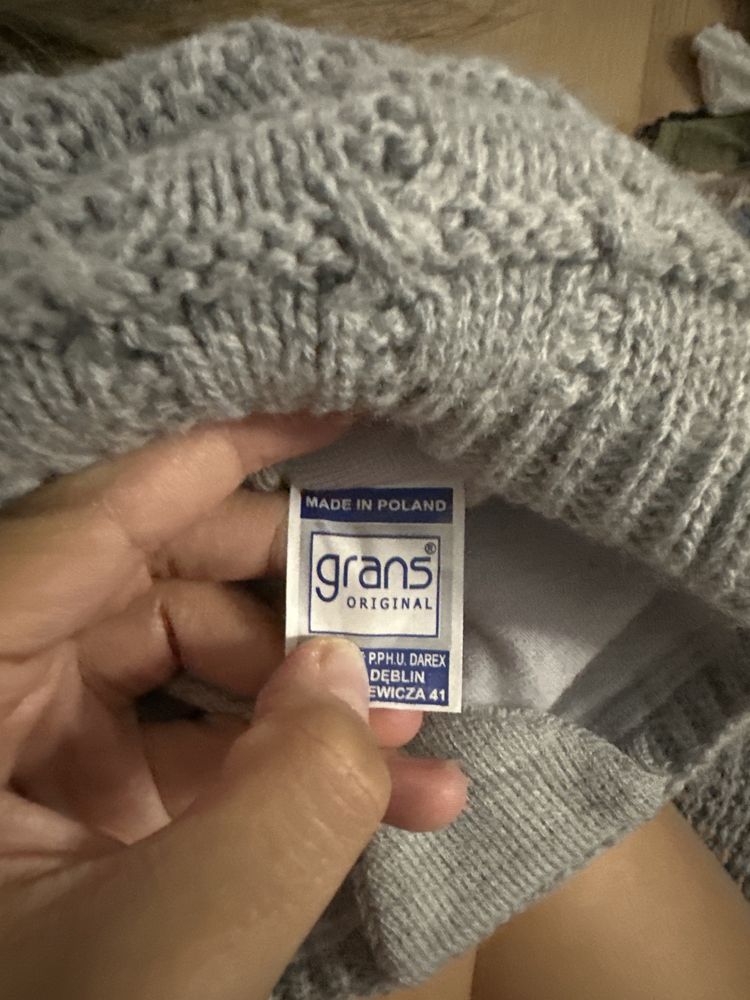 MADE IN POLAND
grans®
ORIGINAL
P.P.H.U. DAREX
DĘBLIN
EWICZA 41